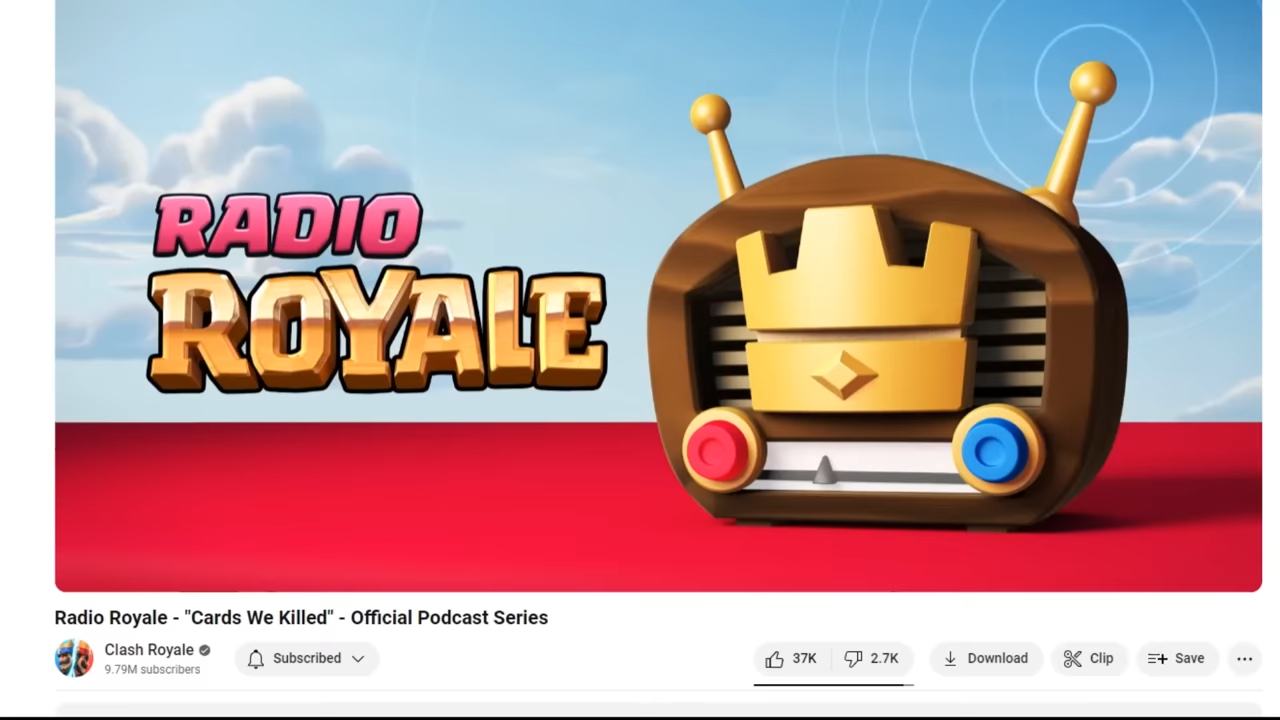 RADIO
ROYALE
Radio Royale - "Cards We Killed" - Official Podcast Series
Clash Royale
9.79M subscribers
Subscribed
37K
2.7K
Download
Clip
Save